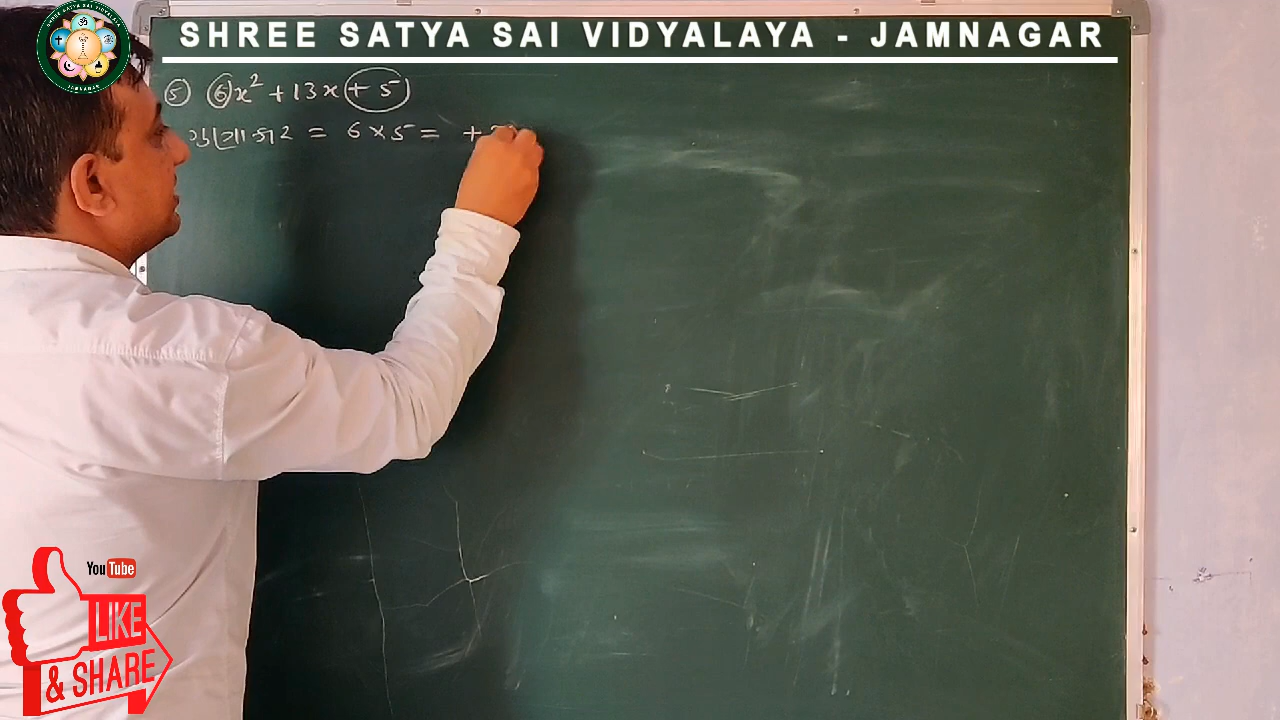 SHREE SATYA SAI VIDYALAYA - JAMNAGAR
⑤ 6x² + 13x + 5
ગુણાકાર = 6 × 5 = +
YouTube
LIKE
& SHARE